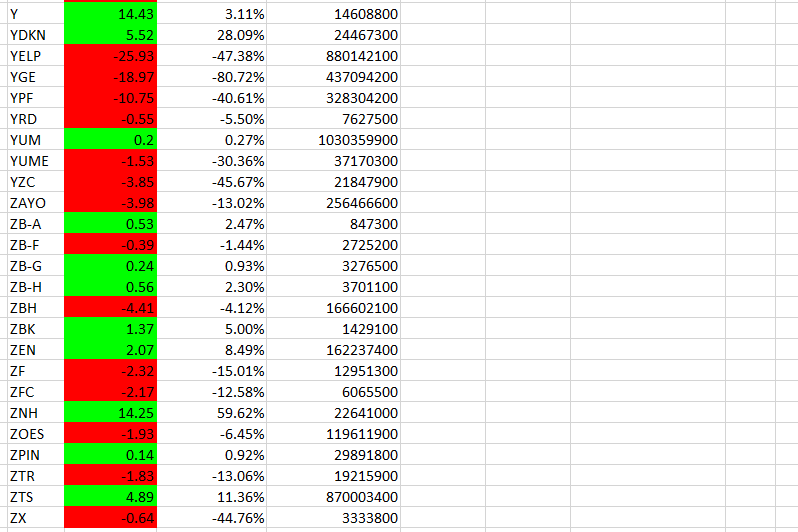 Y 14.43 3.11% 14608800
YDKN 5.52 28.09% 24467300
YELP -25.93 -47.38% 880142100
YGE -18.97 -80.72% 437094200
YPF -10.75 -40.61% 328304200
YRD -0.55 -5.50% 7627500
YUM 0.2 0.27% 1030359900
YUME -1.53 -30.36% 37170300
YZC -3.85 -45.67% 21847900
ZAYO -3.98 -13.02% 256466600
ZB-A 0.53 2.47% 847300
ZB-F -0.39 -1.44% 2725200
ZB-G 0.24 0.93% 3276500
ZB-H 0.56 2.30% 3701100
ZBH -4.41 -4.12% 166602100
ZBK 1.37 5.00% 1429100
ZEN 2.07 8.49% 162237400
ZF -2.32 -15.01% 12951300
ZFC -2.17 -12.58% 6065500
ZNH 14.25 59.62% 22641000
ZOES -1.93 -6.45% 119611900
ZPIN 0.14 0.92% 29891800
ZTR -1.83 -13.06% 19215900
ZTS 4.89 11.36% 870003400
ZX -0.64 -44.76% 3333800